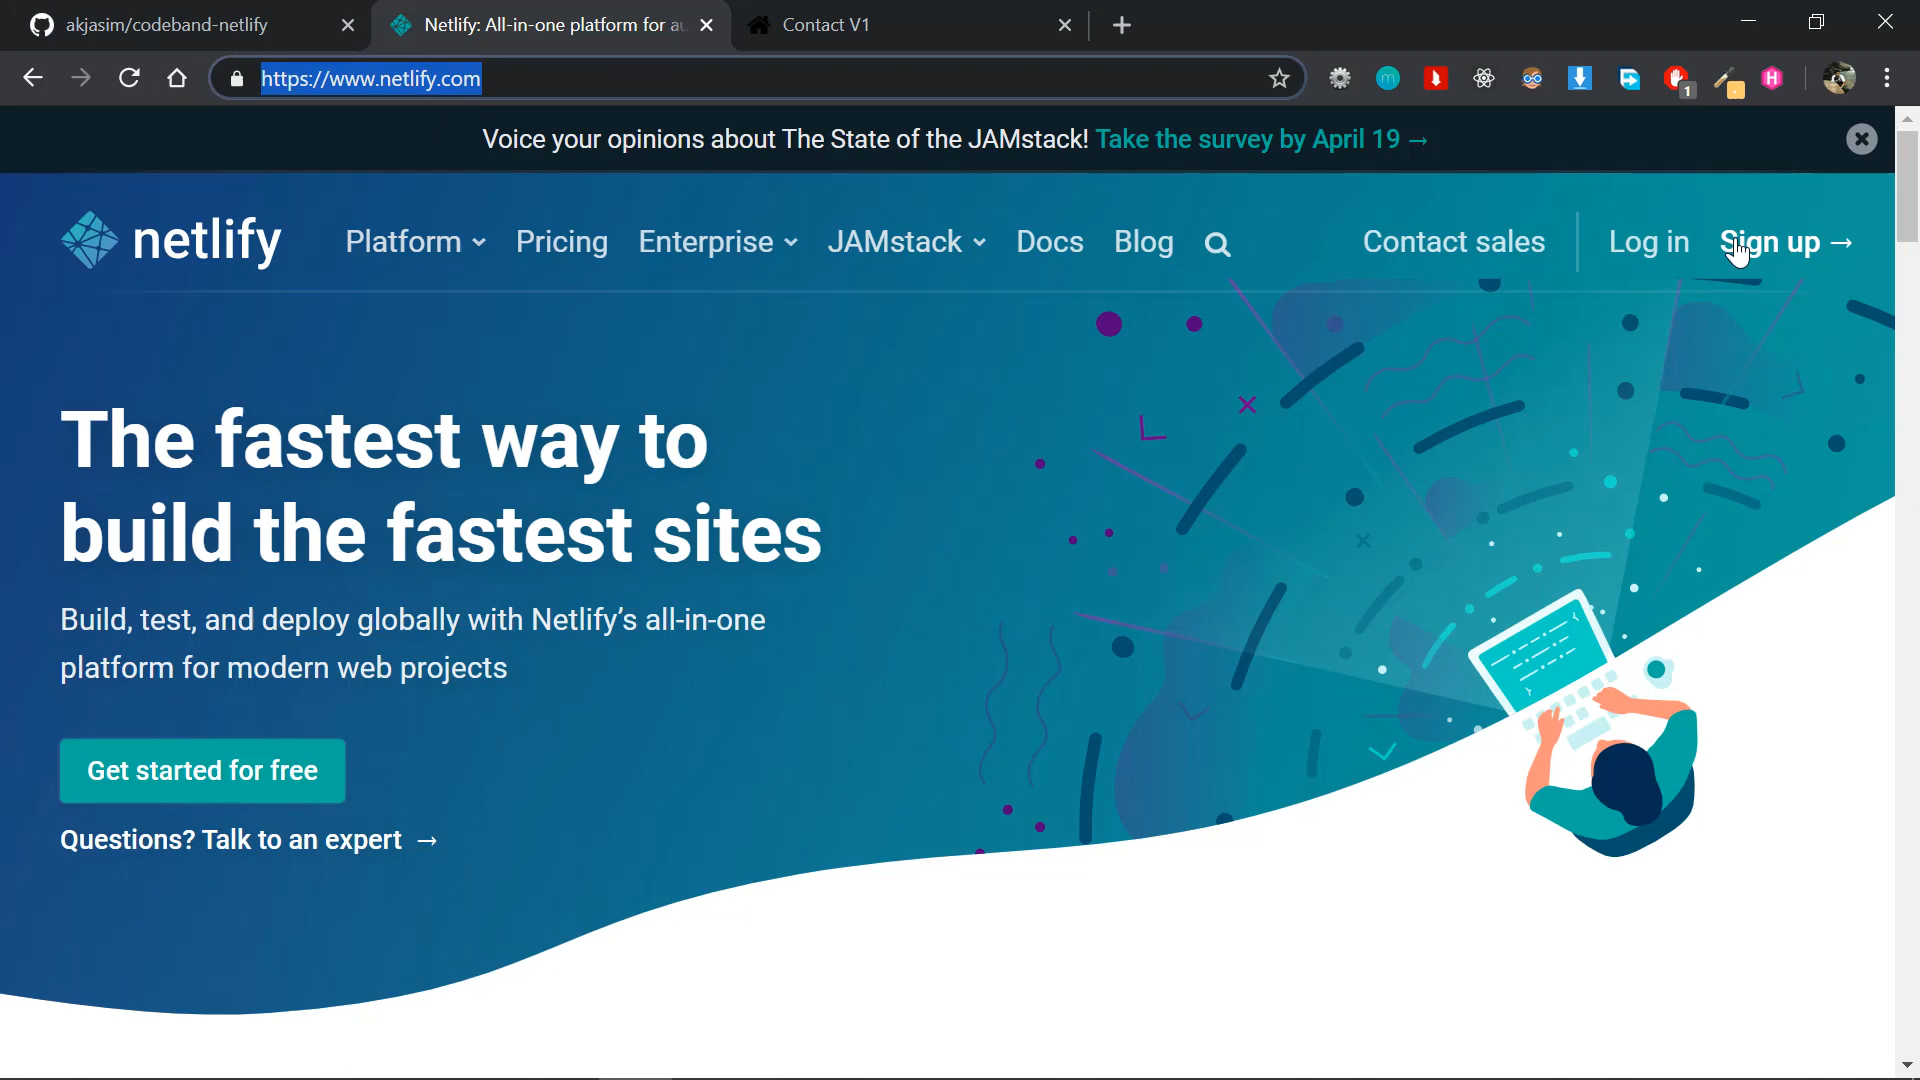 akjasim/codeband-netlify
Netlify: All-in-one platform for au
Contact V1
https://www.netlify.com
1
Voice your opinions about The State of the JAMstack! Take the survey by April 19 →
netlify
Platform Pricing Enterprise JAMstack Docs Blog Contact sales Log in Sign up →
The fastest way to
build the fastest sites
Build, test, and deploy globally with Netlify’s all-in-one
platform for modern web projects
Get started for free
Questions? Talk to an expert →